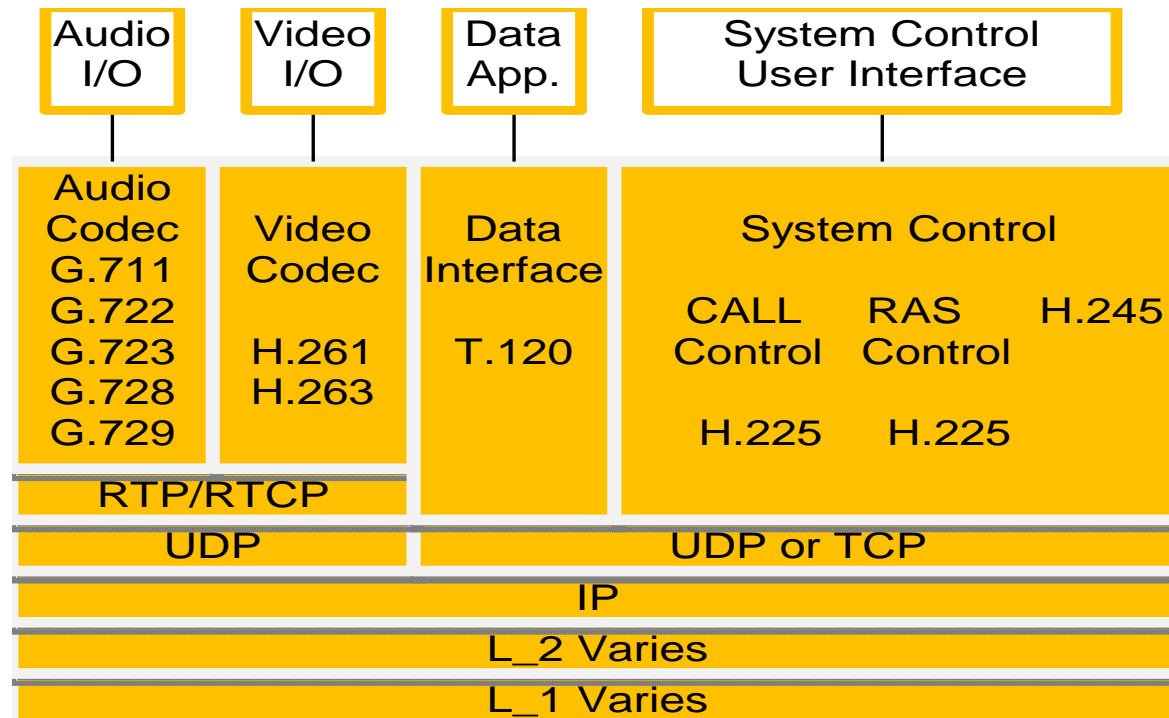 Audio
I/O
Video
I/O
Data
App.
System Control
User Interface
Audio
Codec
G.711
G.722
G.723
G.728
G.729
Video
Codec
H.261
H.263
Data
Interface
T.120
System Control
CALL RAS H.245
Control Control
H.225 H.225
RTP/RTCP
UDP
UDP or TCP
IP
L_2 Varies
L_1 Varies